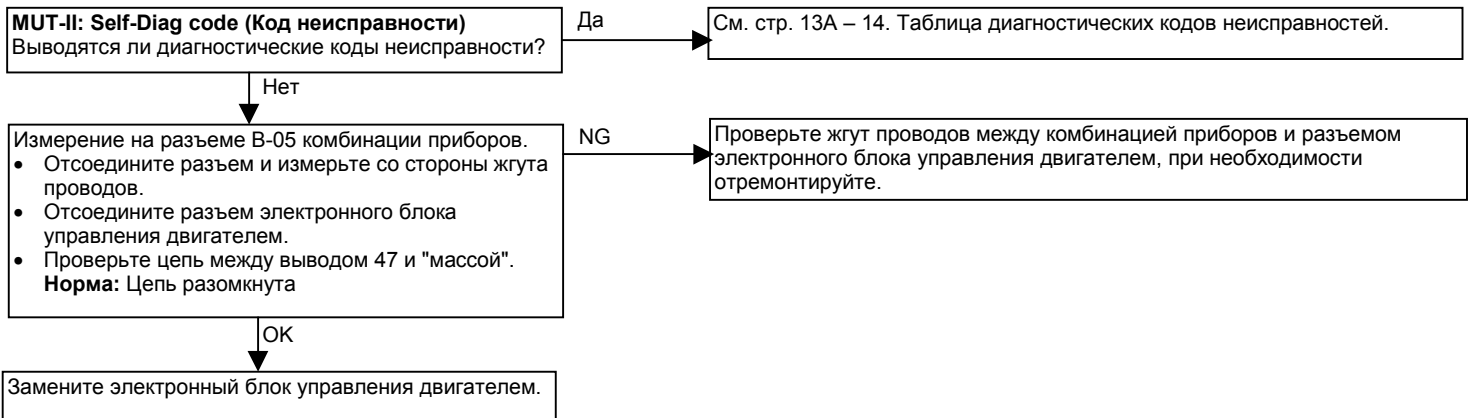 MUT-II: Self-Diag code (Код неисправности)
Выводятся ли диагностические коды неисправности?
Да
См. стр. 13А – 14. Таблица диагностических кодов неисправностей.
Нет
Измерение на разъеме В-05 комбинации приборов.
• Отсоедините разъем и измерьте со стороны жгута
проводов.
• Отсоедините разъем электронного блока
управления двигателем.
• Проверьте цепь между выводом 47 и "массой".
Норма: Цепь разомкнута
NG
Проверьте жгут проводов между комбинацией приборов и разъемом
электронного блока управления двигателем, при необходимости
отремонтируйте.
OK
Замените электронный блок управления двигателем.